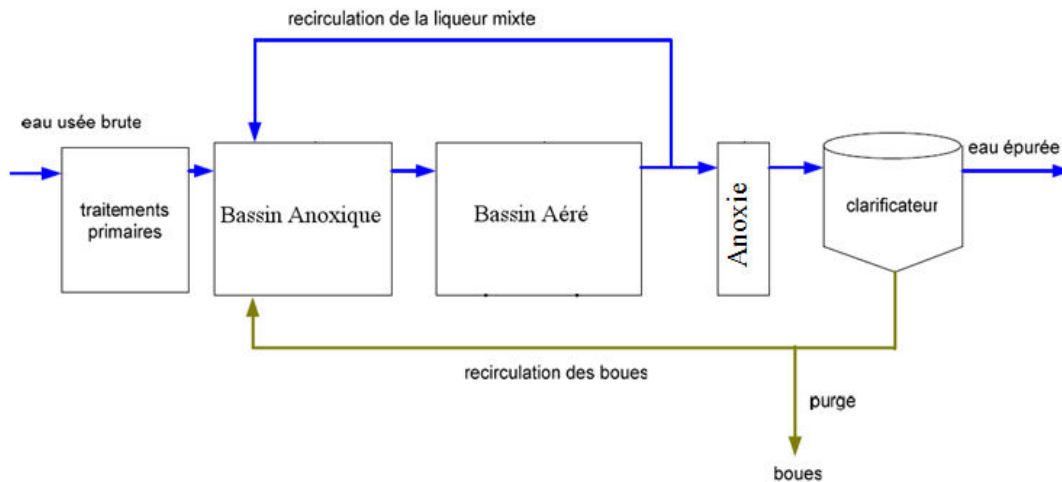 recirculation de la liqueur mixte
eau usée brute
eau épurée
traitements
primaires
Bassin Anoxique
Bassin Aéré
Anoxie
clarificateur
recirculation des boues
purge
boues